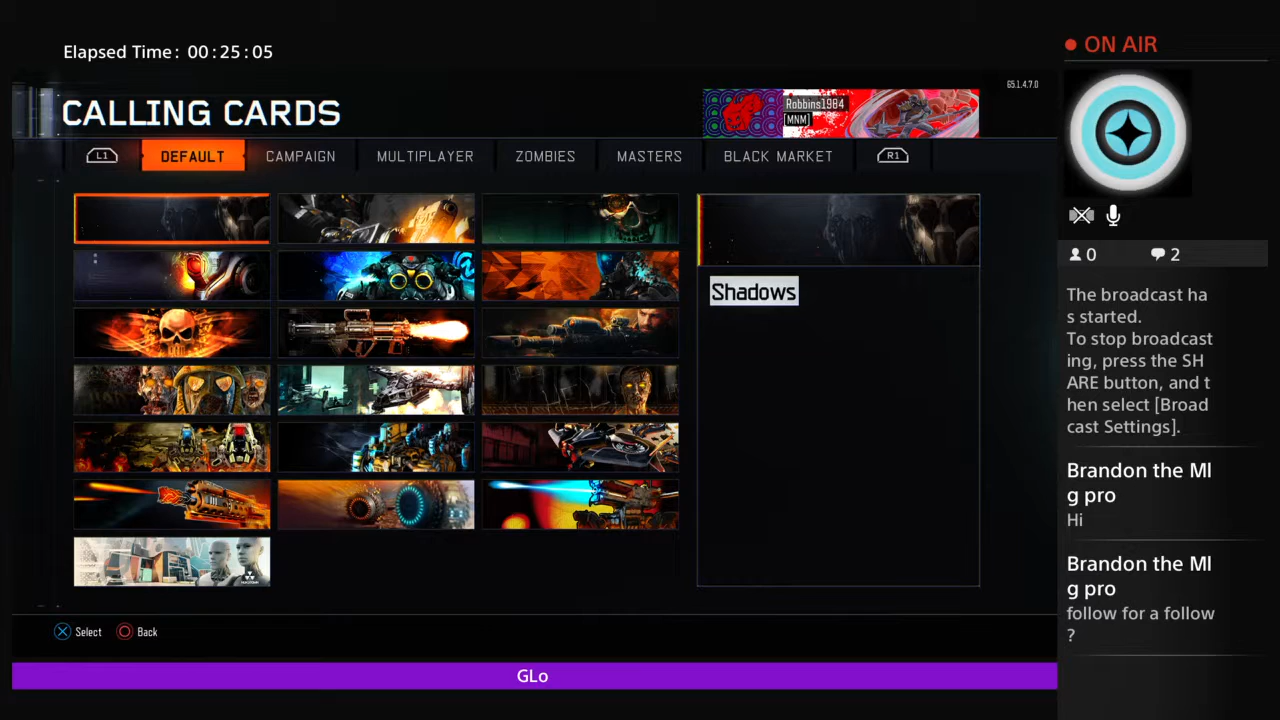 Elapsed Time: 00:25:05
ON AIR
65.1.4.7.0
CALLING CARDS
Robbins1984
[MNM]
L1
DEFAULT
CAMPAIGN
MULTIPLAYER
ZOMBIES
MASTERS
BLACK MARKET
R1
Shadows
0
2
The broadcast ha
s started.
To stop broadcast
ing, press the SH
ARE button, and t
hen select [Broad
cast Settings].
Brandon the Ml
g pro
Hi
Brandon the Ml
g pro
follow for a follow
?
Select
Back
GLo